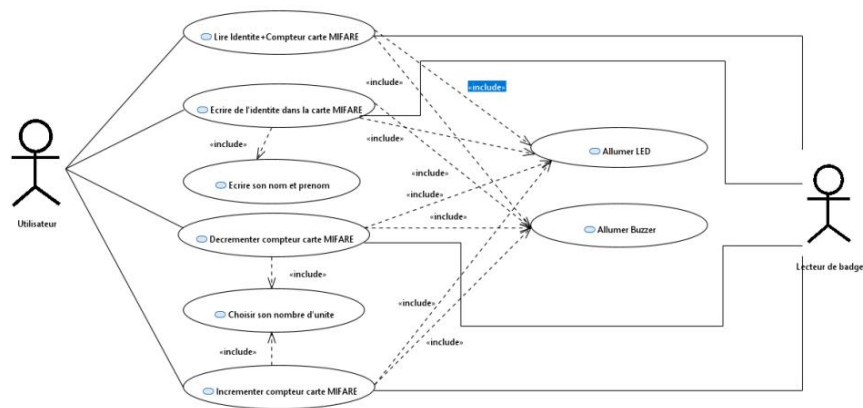 Lire Identite+Compteur carte MIFARE
«include»
«include»
Ecrire de l'identite dans la carte MIFARE
«include»
«include»
Allumer LED
«include»
Ecrire son nom et prenom
«include»
Utilisateur
Decrementer compteur carte MIFARE
«include»
Allumer Buzzer
Lecteur de badge
«include»
Choisir son nombre d'unite
«include»
«include»
«include»
Incrementer compteur carte MIFARE